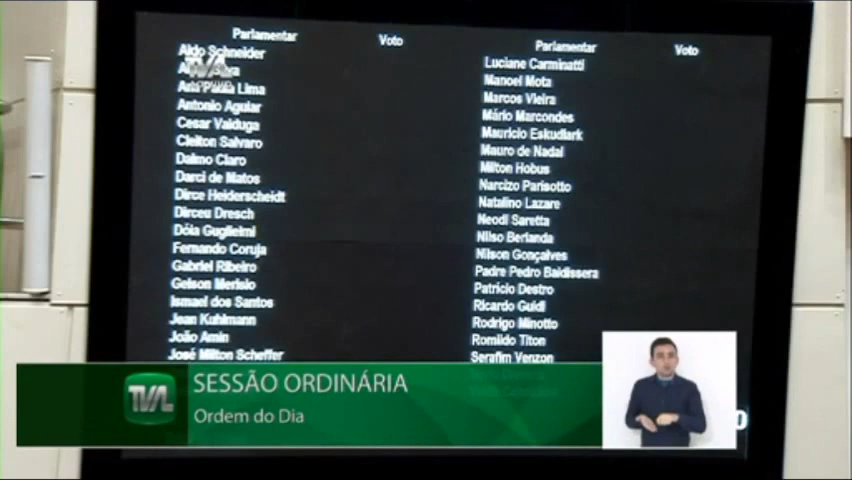 Parlamentar Voto
Aldo Schneider
Ana Paula Lima
Antonio Aguiar
Cesar Valduga
Cleiton Salvaro
Dalmo Claro
Darci de Matos
Dirce Heiderscheidt
Dirceu Dresch
Dóia Guglielmi
Fernando Coruja
Gabriel Ribeiro
Gelson Merisio
Ismael dos Santos
Jean Kuhlmann
João Amin
José Milton Scheffer
Parlamentar Voto
Luciane Carminatti
Manoel Mota
Marcos Vieira
Mário Marcondes
Mauricio Eskudlark
Mauro de Nadal
Milton Hobus
Narcizo Parisotto
Natalino Lazare
Neodi Saretta
Nilso Berlanda
Nilson Gonçalves
Padre Pedro Baldissera
Patrício Destro
Ricardo Guidi
Rodrigo Minotto
Romildo Titon
Serafim Venzon
TVAL
TVAL
SESSÃO ORDINÁRIA
Ordem do Dia